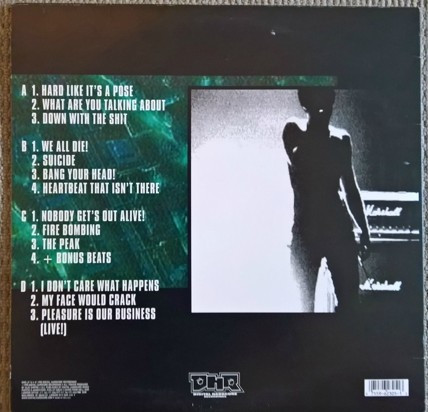 A 1. HARD LIKE IT'S A POSE
2. WHAT ARE YOU TALKING ABOUT
3. DOWN WITH THE SHIT
B 1. WE ALL DIE!
2. SUICIDE
3. BANG YOUR HEAD!
4. HEARTBEAT THAT ISN'T THERE
C 1. NOBODY GET'S OUT ALIVE!
2. FIRE BOMBING
3. THE PEAK
4. + BONUS BEATS
D 1. I DON'T CARE WHAT HAPPENS
2. MY FACE WOULD CRACK
3. PLEASURE IS OUR BUSINESS
(LIVE!)
Marshall
Marshall
DHR
DIGITAL HARDCORE